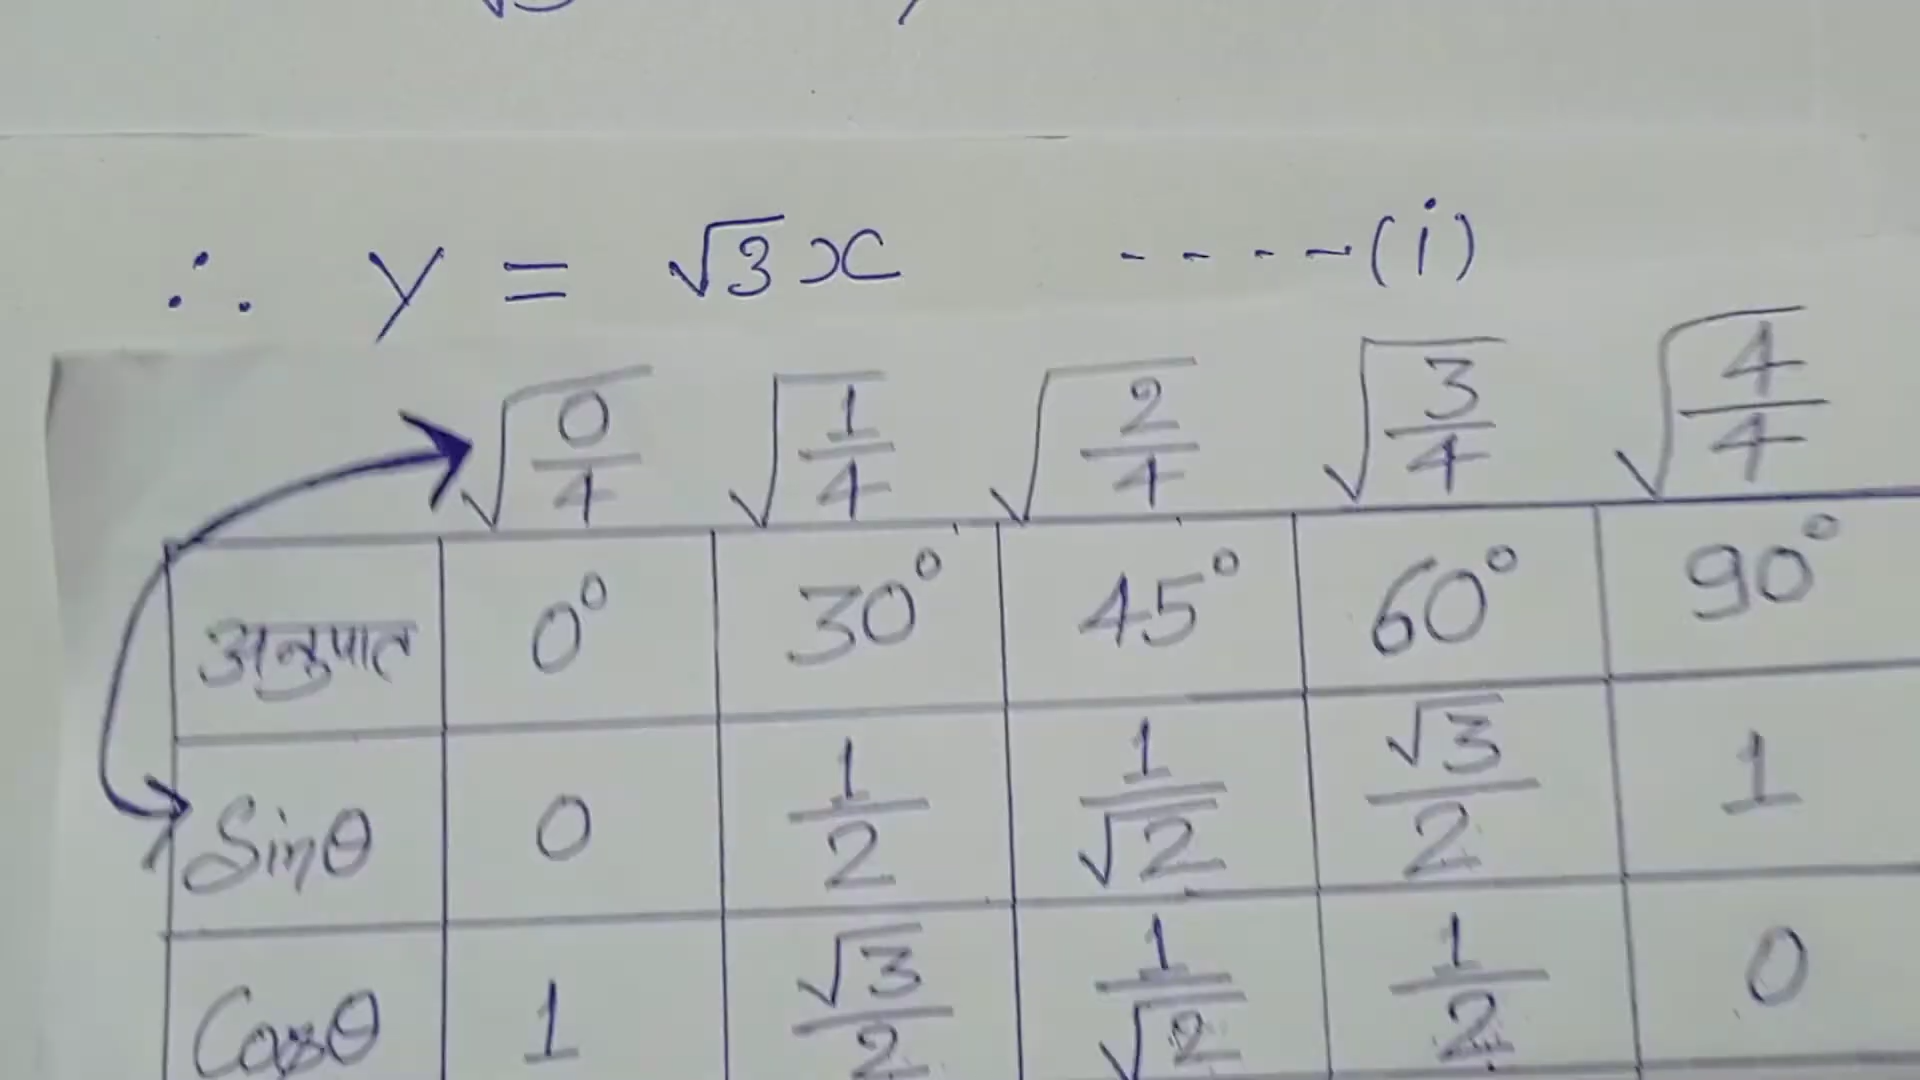 ∴ y = √3x ----(i)
√0/4 √1/4 √2/4 √3/4 √4/4
अनुपात 0° 30° 45° 60° 90°
Sinθ 0 1/2 1/√2 √3/2 1
Cosθ 1 √3/2 1/√2 1/2 0